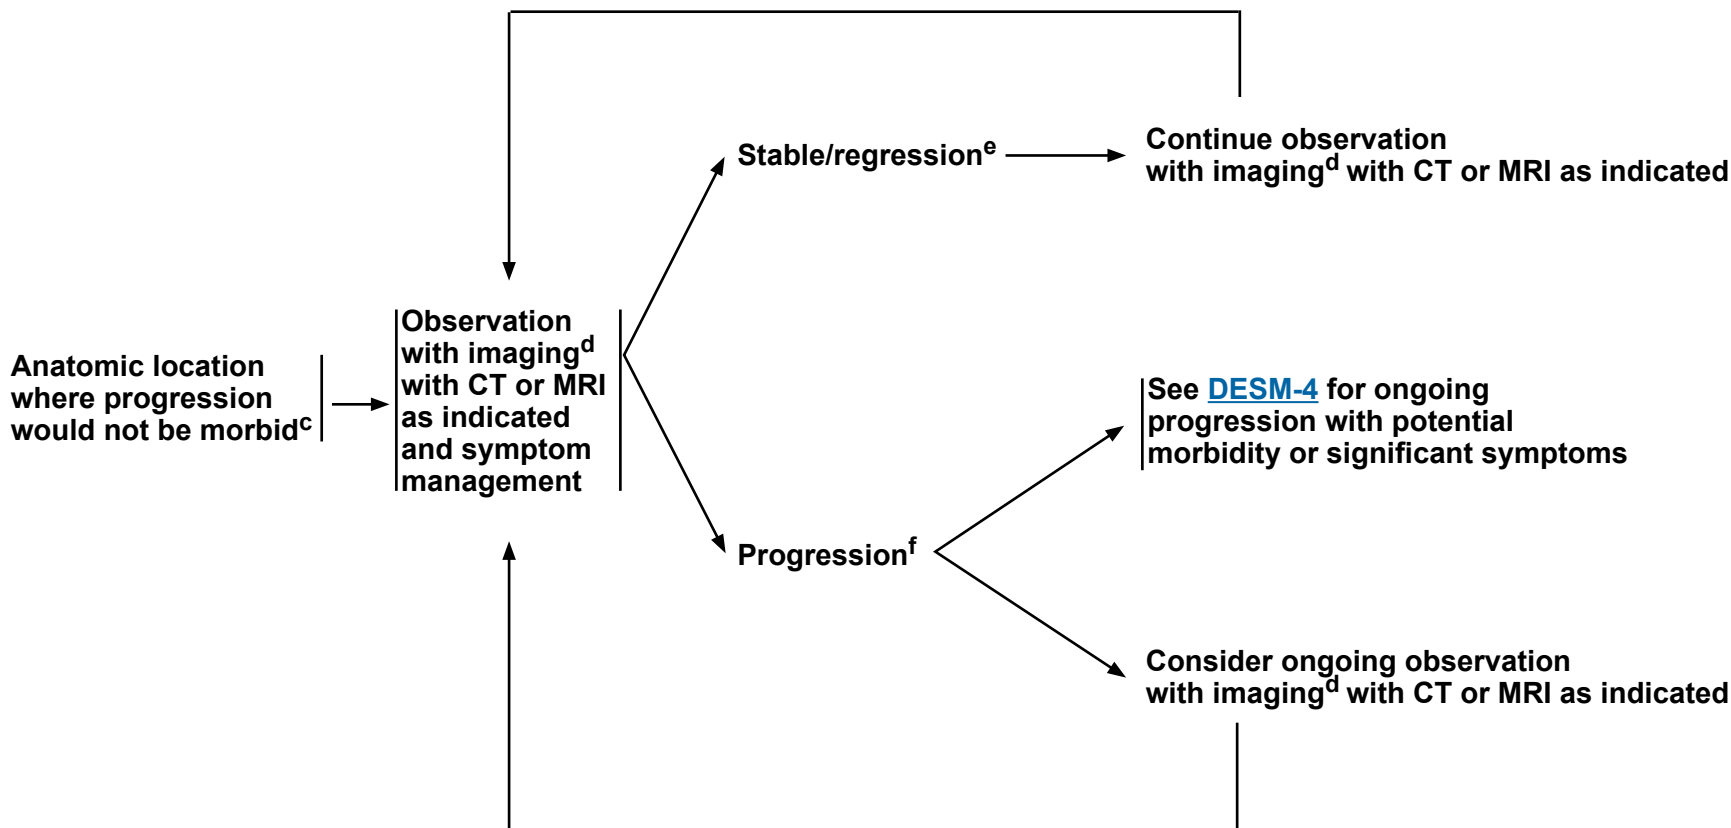 Anatomic location
where progression
would not be morbidc
Observation
with imagingd
with CT or MRI
as indicated
and symptom
management
Stable/regressione
Continue observation
with imagingd with CT or MRI as indicated
Progressionf
See DESM-4 for ongoing
progression with potential
morbidity or significant symptoms
Consider ongoing observation
with imagingd with CT or MRI as indicated